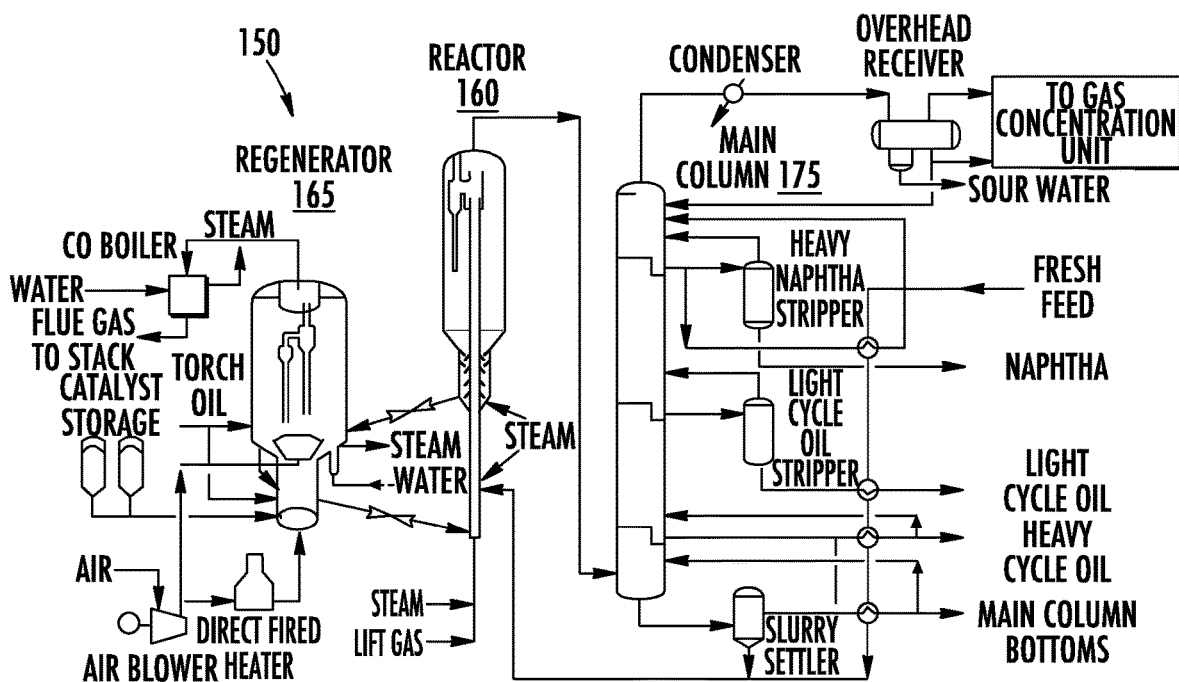 150
REACTOR
160
CONDENSER
OVERHEAD
RECEIVER
TO GAS
CONCENTRATION
UNIT
MAIN
COLUMN 175
SOUR WATER
REGENERATOR
165
STEAM
CO BOILER
WATER
FLUE GAS
TO STACK
CATALYST
STORAGE
TORCH
OIL
HEAVY
NAPHTHA
STRIPPER
FRESH
FEED
NAPHTHA
LIGHT
CYCLE
OIL
STRIPPER
STEAM
STEAM
WATER
LIGHT
CYCLE OIL
HEAVY
CYCLE OIL
AIR
AIR BLOWER
DIRECT FIRED
HEATER
STEAM
LIFT GAS
SLURRY
SETTLER
MAIN COLUMN
BOTTOMS